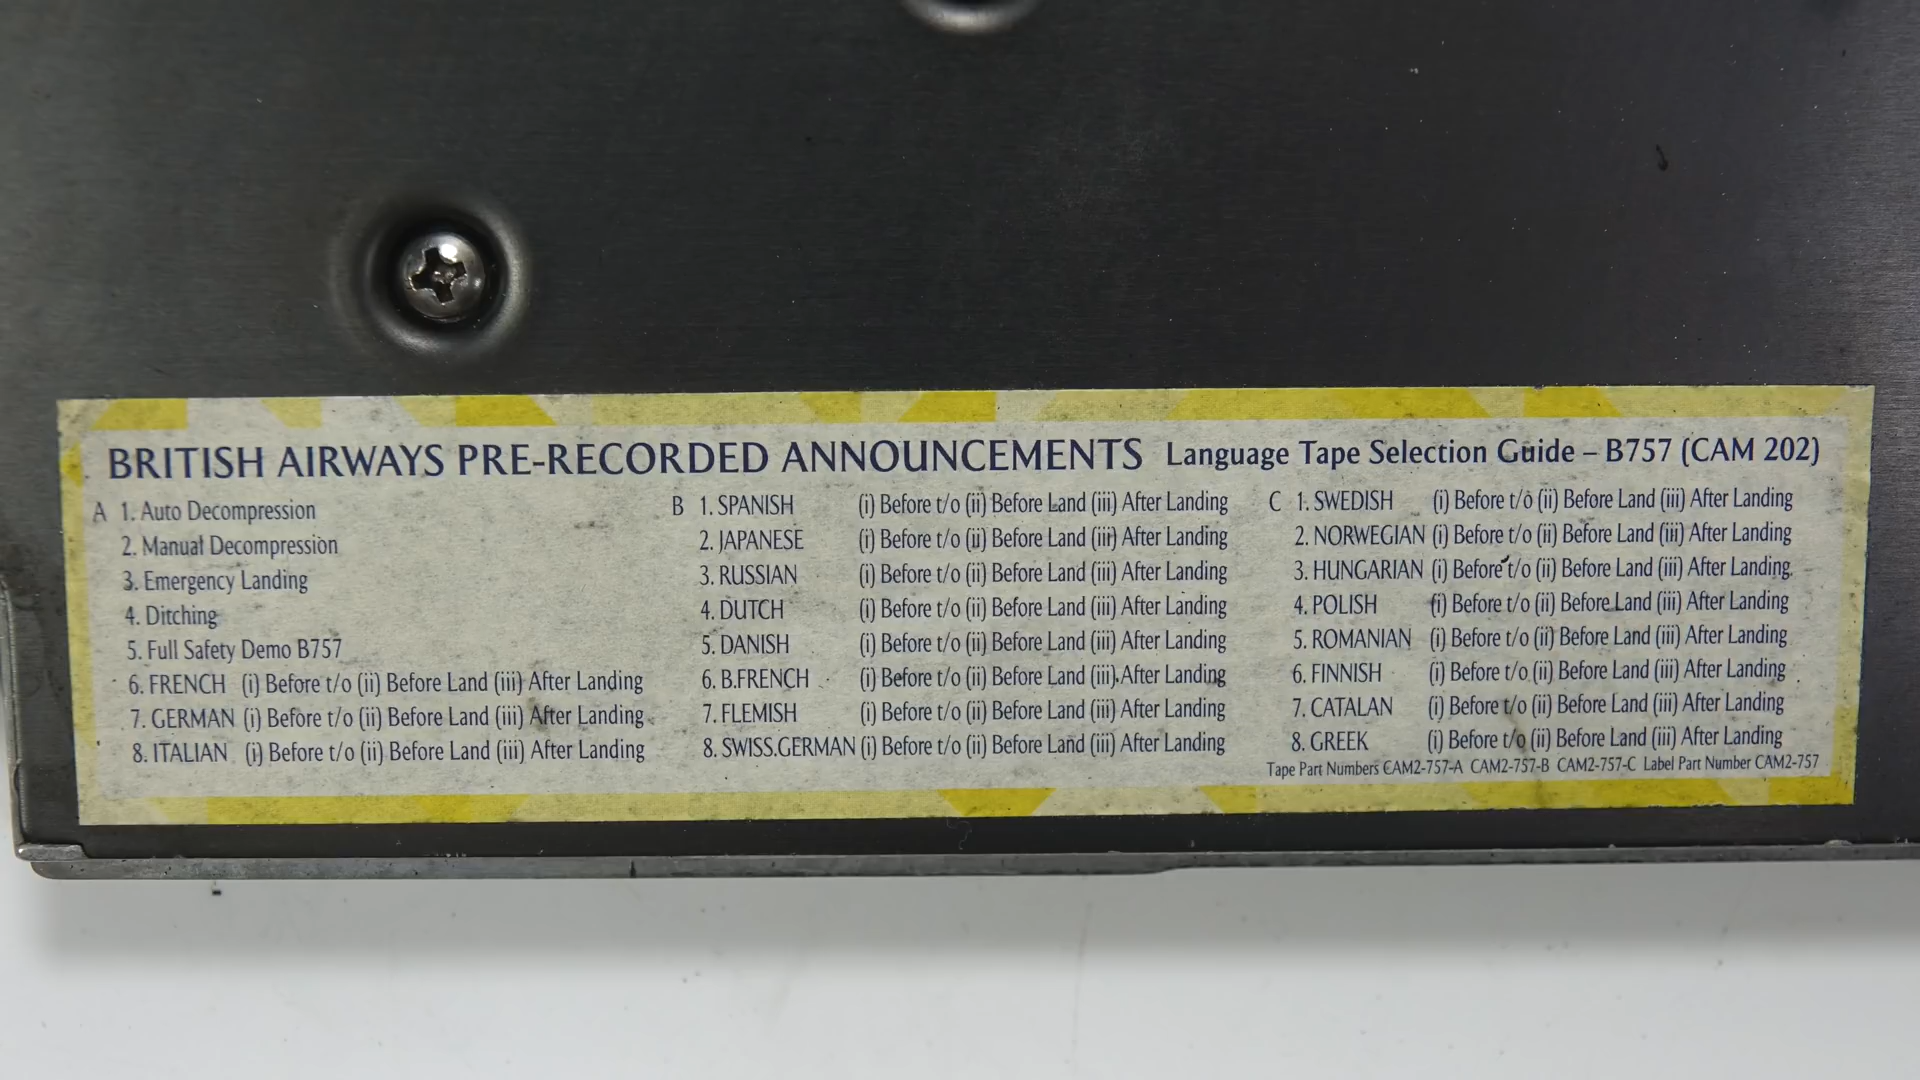 BRITISH AIRWAYS PRE-RECORDED ANNOUNCEMENTS Language Tape Selection Guide – B757 (CAM 202)
A 1. Auto Decompression
2. Manual Decompression
3. Emergency Landing
4. Ditching
5. Full Safety Demo B757
6. FRENCH (i) Before t/o (ii) Before Land (iii) After Landing
7. GERMAN (i) Before t/o (ii) Before Land (iii) After Landing
8. ITALIAN (i) Before t/o (ii) Before Land (iii) After Landing
B 1. SPANISH (i) Before t/o (ii) Before Land (iii) After Landing
2. JAPANESE (i) Before t/o (ii) Before Land (iii) After Landing
3. RUSSIAN (i) Before t/o (ii) Before Land (iii) After Landing
4. DUTCH (i) Before t/o (ii) Before Land (iii) After Landing
5. DANISH (i) Before t/o (ii) Before Land (iii) After Landing
6. B.FRENCH (i) Before t/o (ii) Before Land (iii) After Landing
7. FLEMISH (i) Before t/o (ii) Before Land (iii) After Landing
8. SWISS.GERMAN (i) Before t/o (ii) Before Land (iii) After Landing
C 1. SWEDISH (i) Before t/o (ii) Before Land (iii) After Landing
2. NORWEGIAN (i) Before t/o (ii) Before Land (iii) After Landing
3. HUNGARIAN (i) Before t/o (ii) Before Land (iii) After Landing
4. POLISH (i) Before t/o (ii) Before Land (iii) After Landing
5. ROMANIAN (i) Before t/o (ii) Before Land (iii) After Landing
6. FINNISH (i) Before t/o (ii) Before Land (iii) After Landing
7. CATALAN (i) Before t/o (ii) Before Land (iii) After Landing
8. GREEK (i) Before t/o (ii) Before Land (iii) After Landing
Tape Part Numbers CAM2-757-A CAM2-757-B CAM2-757-C Label Part Number CAM2-757